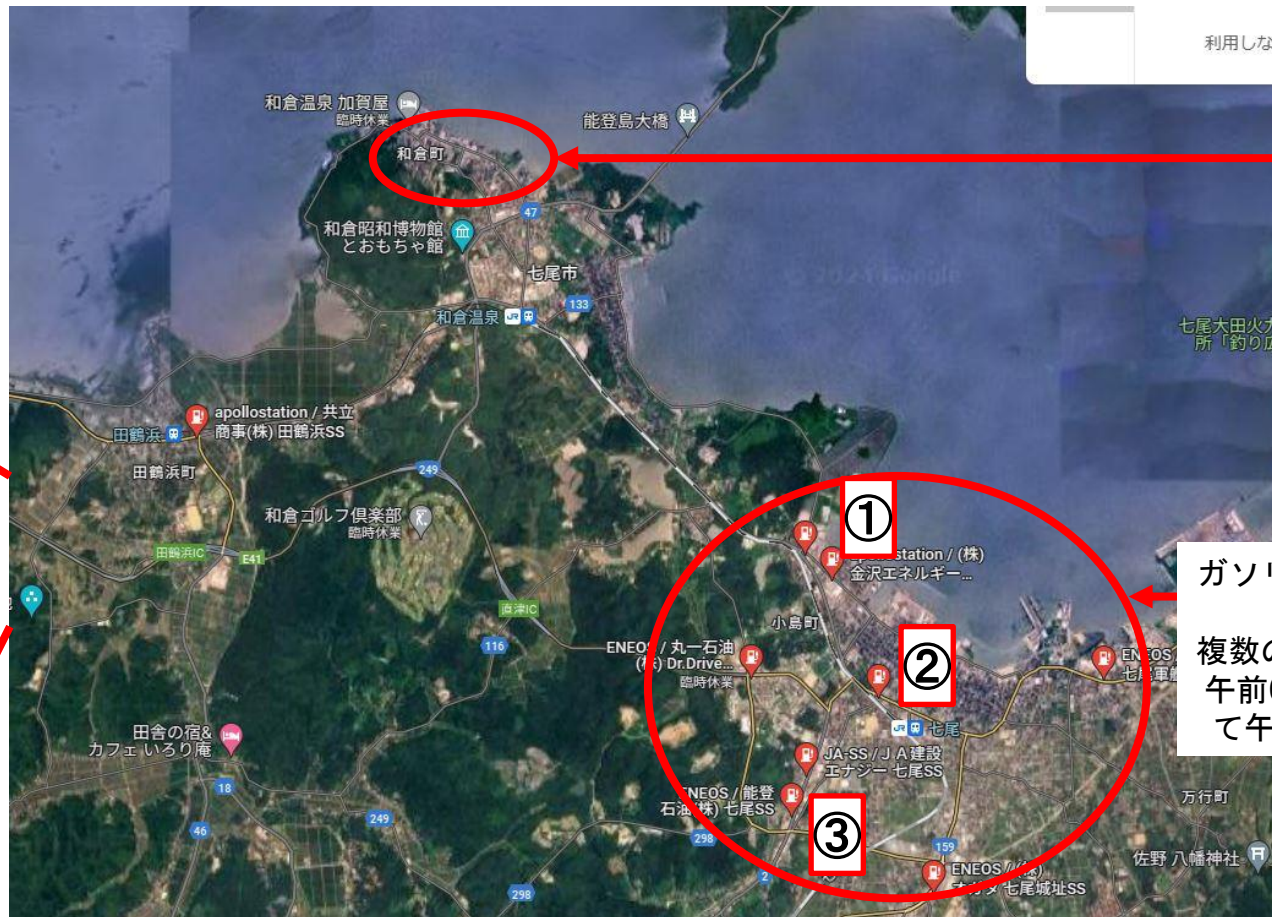 利用しな
和倉温泉 加賀屋
臨時休業
能登島大橋
和倉町
47
和倉昭和博物館
とおもちゃ館
七尾市
133
和倉温泉 JR
七尾大田火力
所「釣り広
apollostation / 共立
商事(株) 田鶴浜SS
田鶴浜
田鶴浜町
249
和倉ゴルフ倶楽部
臨時休業
田鶴浜IC
E41
①
station / (株)
金沢エネルギー...
直津IC
小島町
116
ENEOS / 丸一石油
(株) Dr.Drive...
臨時休業
②
ENEOS
七尾軍艦
ガソリ
複数の
午前
て午
田舎の宿&
カフェ いろり庵
JR 七尾
JA-SS / JA建設
エナジー 七尾SS
ENEOS / 能登
石油(株) 七尾SS
18
46
249
③
298
万行町
159
佐野 八幡神社
ENEOS / (株)
オカメ 七尾城址SS
2
298